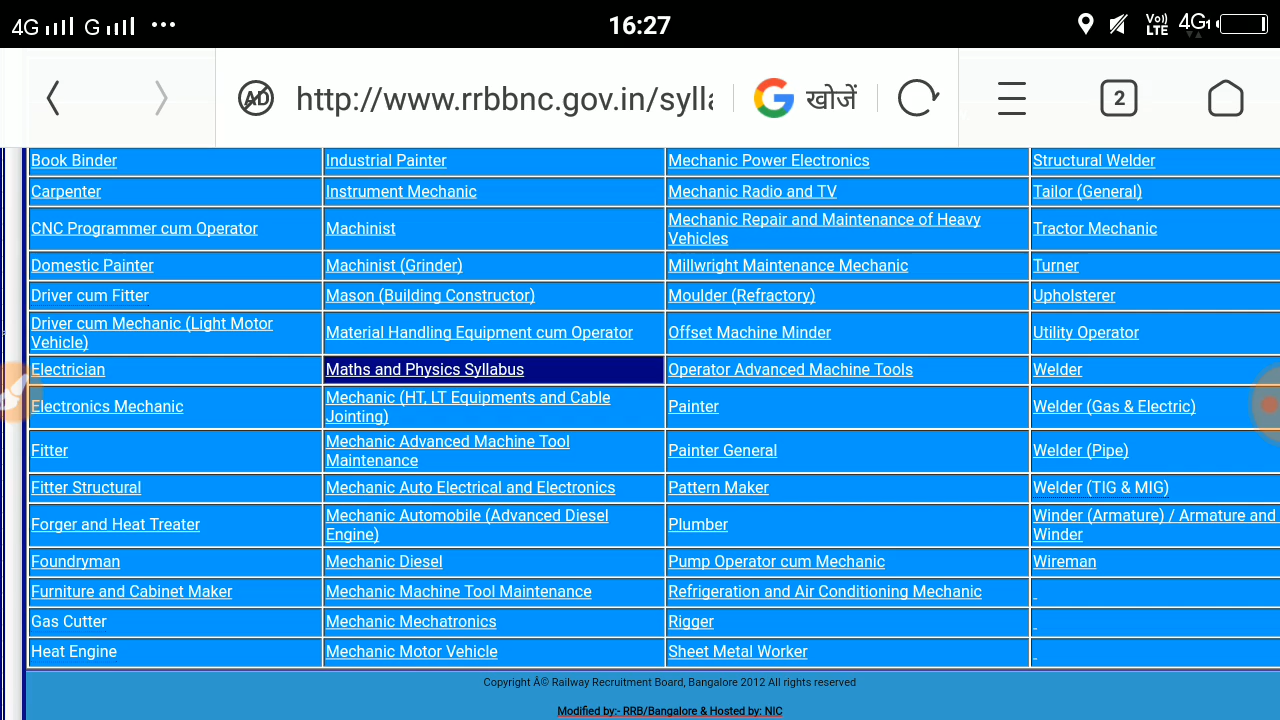 4G G 16:27 Vo) LTE 4G
AD http://www.rrbbnc.gov.in/sylla G खोजें 2
Book Binder Industrial Painter Mechanic Power Electronics Structural Welder
Carpenter Instrument Mechanic Mechanic Radio and TV Tailor (General)
CNC Programmer cum Operator Machinist Mechanic Repair and Maintenance of Heavy Tractor Mechanic
Vehicles
Domestic Painter Machinist (Grinder) Millwright Maintenance Mechanic Turner
Driver cum Fitter Mason (Building Constructor) Moulder (Refractory) Upholsterer
Driver cum Mechanic (Light Motor Material Handling Equipment cum Operator Offset Machine Minder Utility Operator
Vehicle)
Electrician Maths and Physics Syllabus Operator Advanced Machine Tools Welder
Electronics Mechanic Mechanic (HT, LT Equipments and Cable Painter Welder (Gas & Electric)
Jointing)
Fitter Mechanic Advanced Machine Tool Painter General Welder (Pipe)
Maintenance
Fitter Structural Mechanic Auto Electrical and Electronics Pattern Maker Welder (TIG & MIG)
Forger and Heat Treater Mechanic Automobile (Advanced Diesel Plumber Winder (Armature) / Armature and
Engine) Winder
Foundryman Mechanic Diesel Pump Operator cum Mechanic Wireman
Furniture and Cabinet Maker Mechanic Machine Tool Maintenance Refrigeration and Air Conditioning Mechanic
Gas Cutter Mechanic Mechatronics Rigger
Heat Engine Mechanic Motor Vehicle Sheet Metal Worker
Copyright Â© Railway Recruitment Board, Bangalore 2012 All rights reserved
Modified by:- RRB/Bangalore & Hosted by: NIC